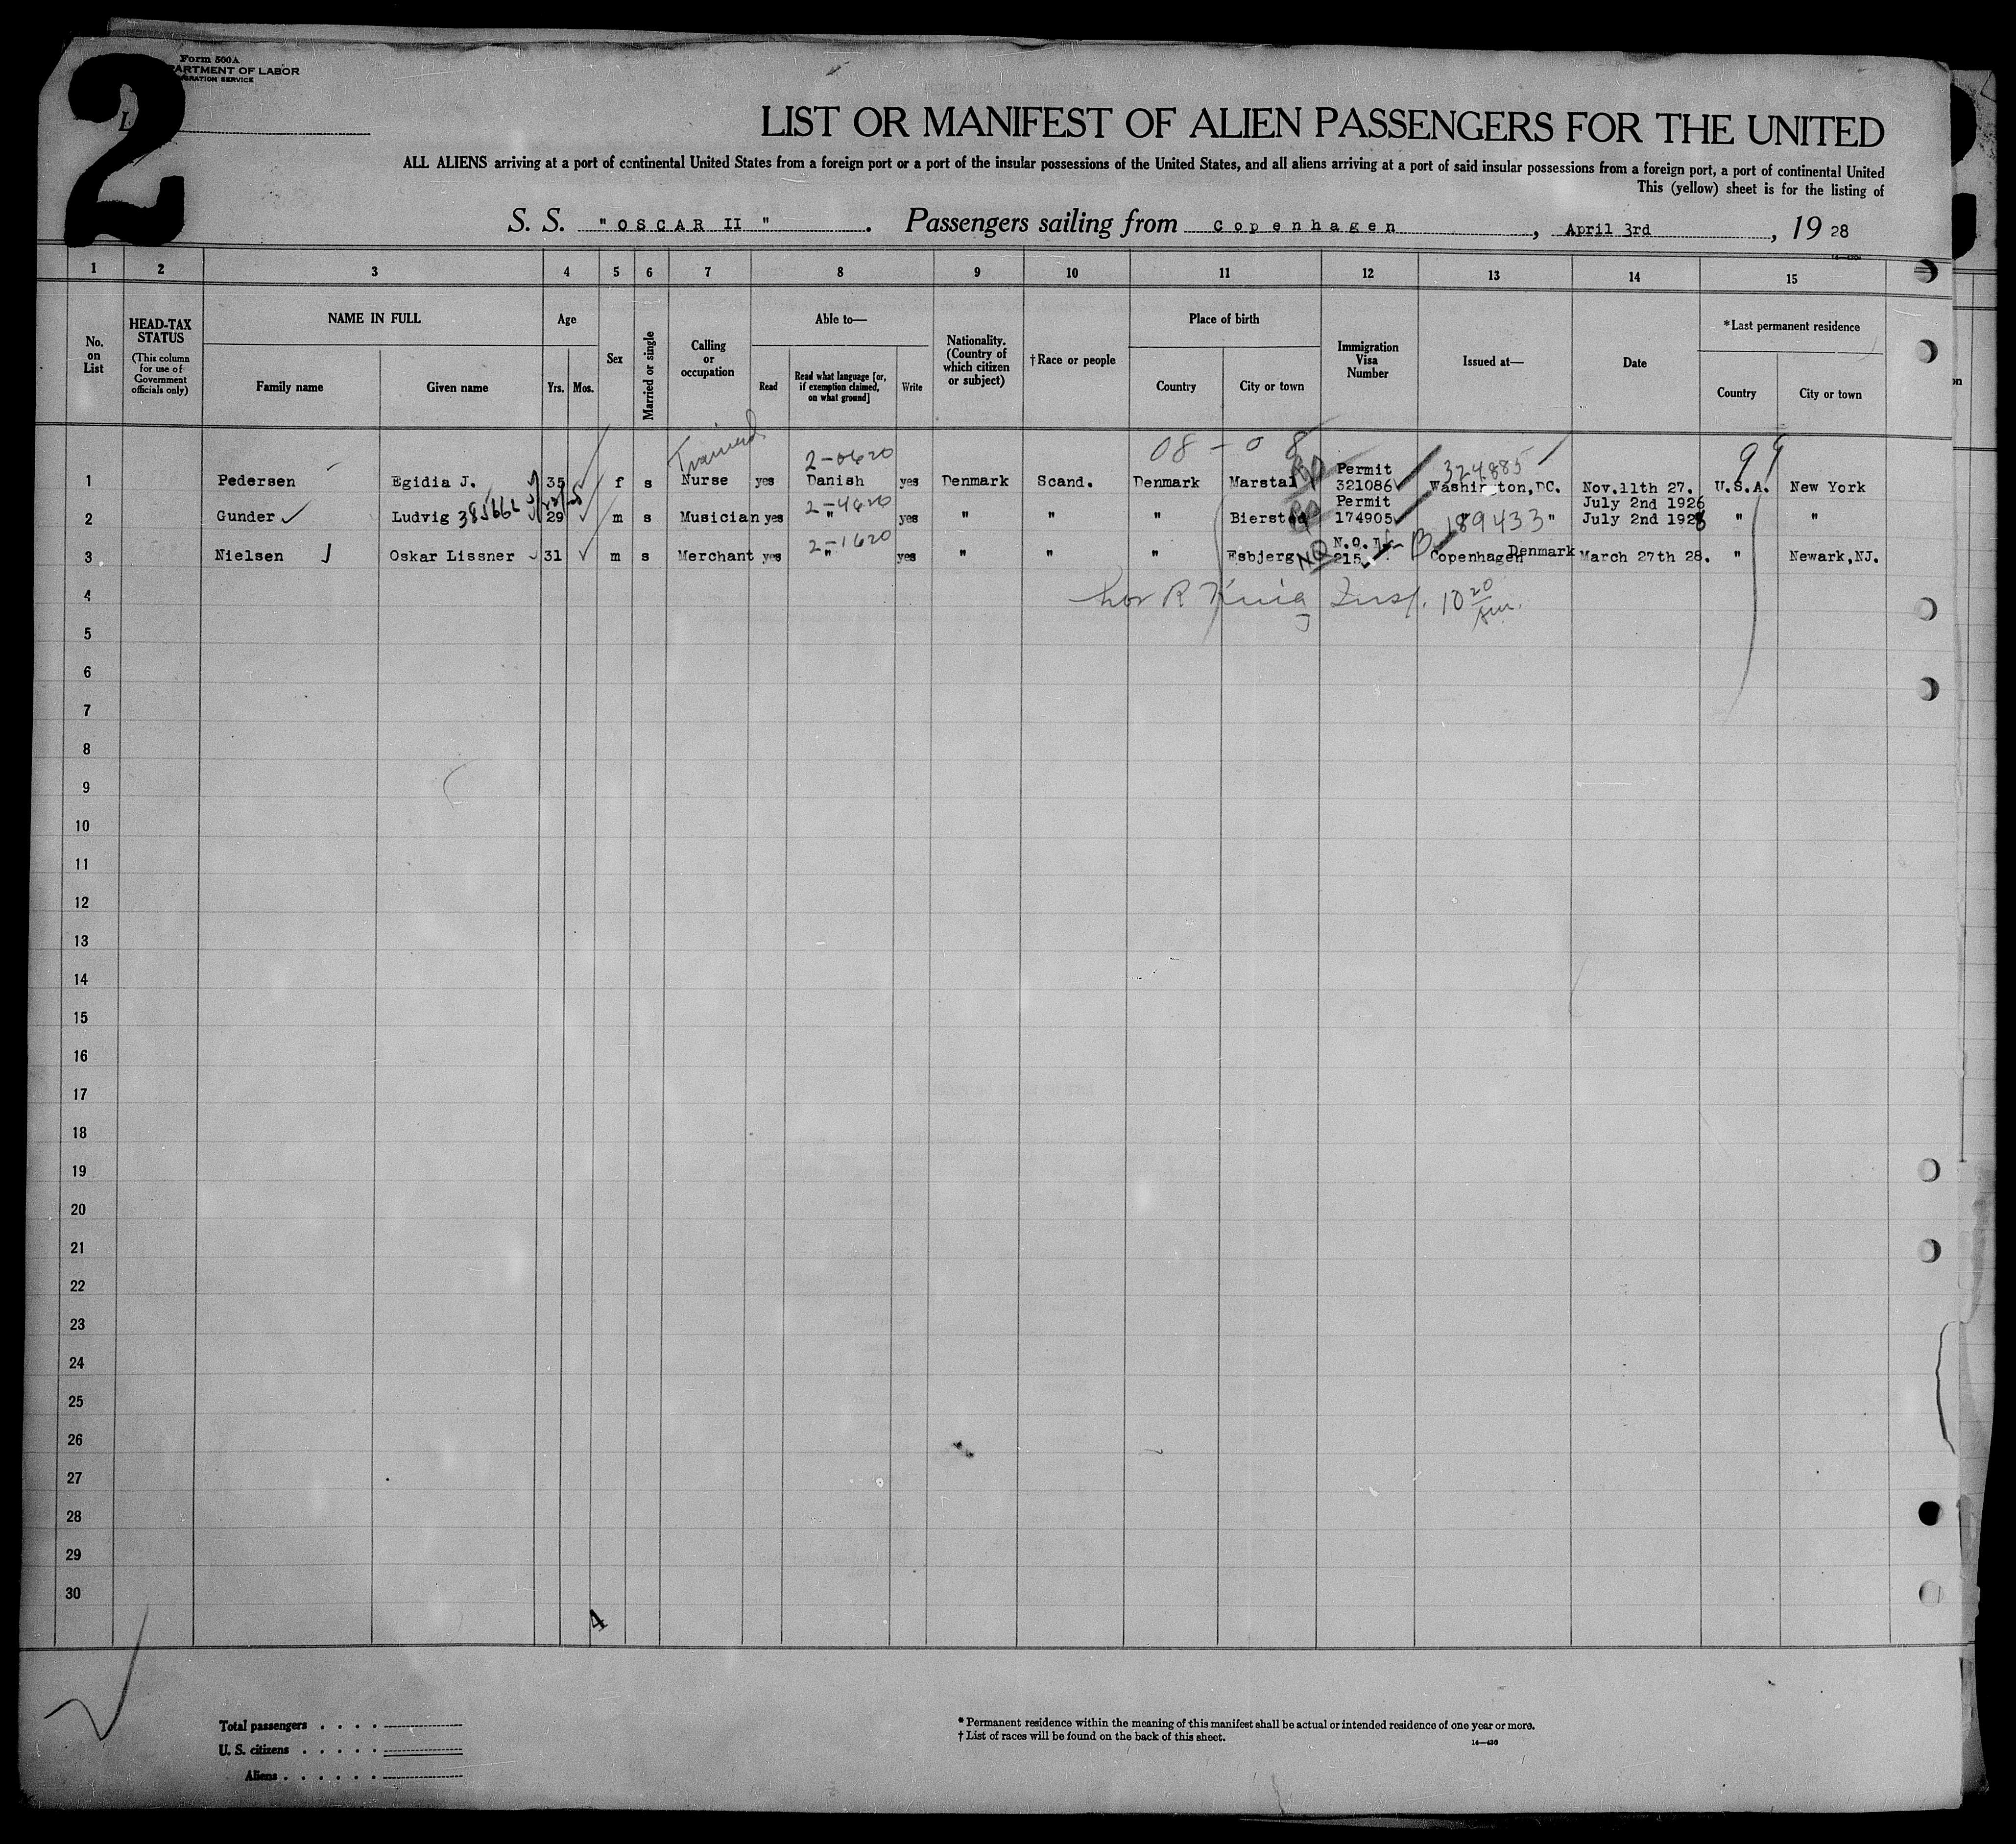 2
Form 500A
DEPARTMENT OF LABOR
IMMIGRATION SERVICE
L
LIST OR MANIFEST OF ALIEN PASSENGERS FOR THE UNITED
ALL ALIENS arriving at a port of continental United States from a foreign port or a port of the insular possessions of the United States, and all aliens arriving at a port of said insular possessions from a foreign port, a port of continental United
This (yellow) sheet is for the listing of
S. S. "OSCAR II". Passengers sailing from Copenhagen, April 3rd, 1928
1 2 3 4 5 6 7 8 9 10 11 12 13 14 15
No. on List
HEAD-TAX STATUS (This column for use of Government officials only)
NAME IN FULL
Family name Given name
Age
Yrs. Mos.
Sex
Married or single
Calling or occupation
Able to—
Read Read what language [or, if exemption claimed, on what ground] Write
Nationality. (Country of which citizen or subject)
†Race or people
Place of birth
Country City or town
Immigration Visa Number
Issued at—
Date
*Last permanent residence
Country City or town
Trained 2-0620 08-08 324885 99
1 Pedersen Egidia J. 35 f s Nurse yes Danish yes Denmark Scand. Denmark Marstal Permit 321086 Washington,DC. Nov.11th 27. U.S.A. New York
2-4620 July 2nd 1926
2 Gunder Ludvig 29 m s Musician yes " yes " " " Biersted Permit 174905 " 189433 " July 2nd 1928 " "
2-1620
3 Nielsen Oskar Lissner 31 m s Merchant yes " yes " " " Esbjerg NQ 215 Copenhagen Denmark March 27th 28. " Newark,NJ.
4 R King Insp. 10 20 am.
5
6
7
8
9
10
11
12
13
14
15
16
17
18
19
20
21
22
23
24
25
26
27
28
29
30
4
Total passengers . . . .
U. S. citizens . . . . .
Aliens . . . . . .
* Permanent residence within the meaning of this manifest shall be actual or intended residence of one year or more.
† List of races will be found on the back of this sheet.
14—430